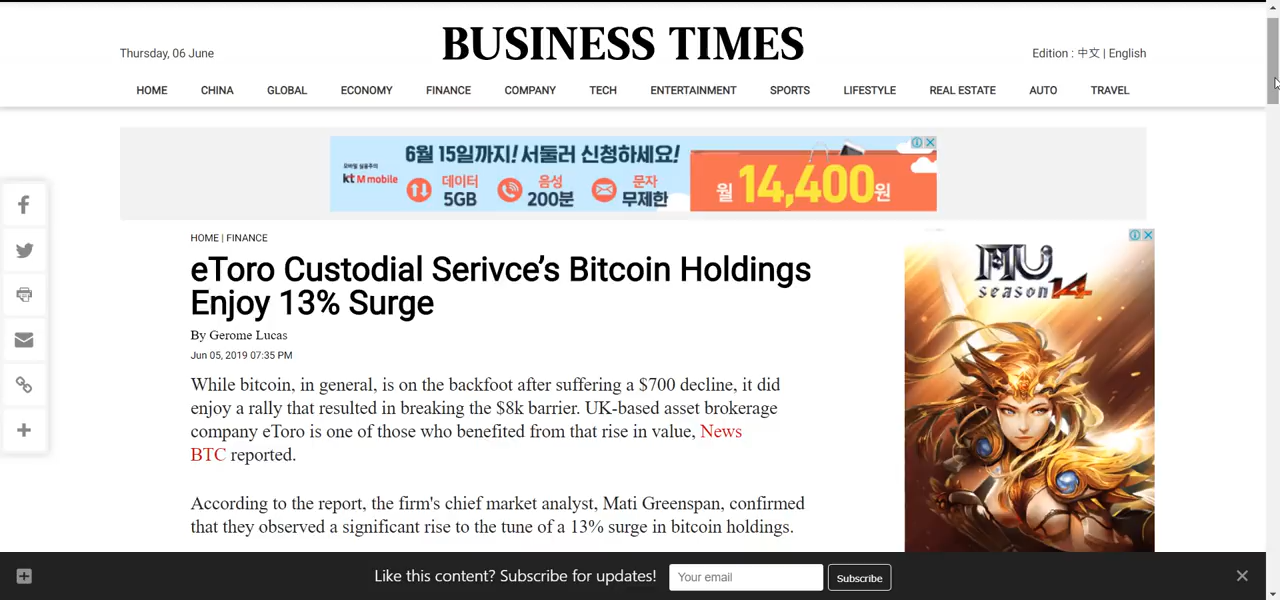 Thursday, 06 June
BUSINESS TIMES
Edition : 中文 | English
HOME CHINA GLOBAL ECONOMY FINANCE COMPANY TECH ENTERTAINMENT SPORTS LIFESTYLE REAL ESTATE AUTO TRAVEL
모바일 실용주의
kt M mobile
6월 15일까지! 서둘러 신청하세요!
데이터
5GB
음성
200분
문자
무제한
월 14,400원
HOME | FINANCE
eToro Custodial Serivce's Bitcoin Holdings
Enjoy 13% Surge
By Gerome Lucas
Jun 05, 2019 07:35 PM
While bitcoin, in general, is on the backfoot after suffering a $700 decline, it did
enjoy a rally that resulted in breaking the $8k barrier. UK-based asset brokerage
company eToro is one of those who benefited from that rise in value, News
BTC reported.
According to the report, the firm's chief market analyst, Mati Greenspan, confirmed
that they observed a significant rise to the tune of a 13% surge in bitcoin holdings.
MU
season 14
Like this content? Subscribe for updates!
Your email
Subscribe